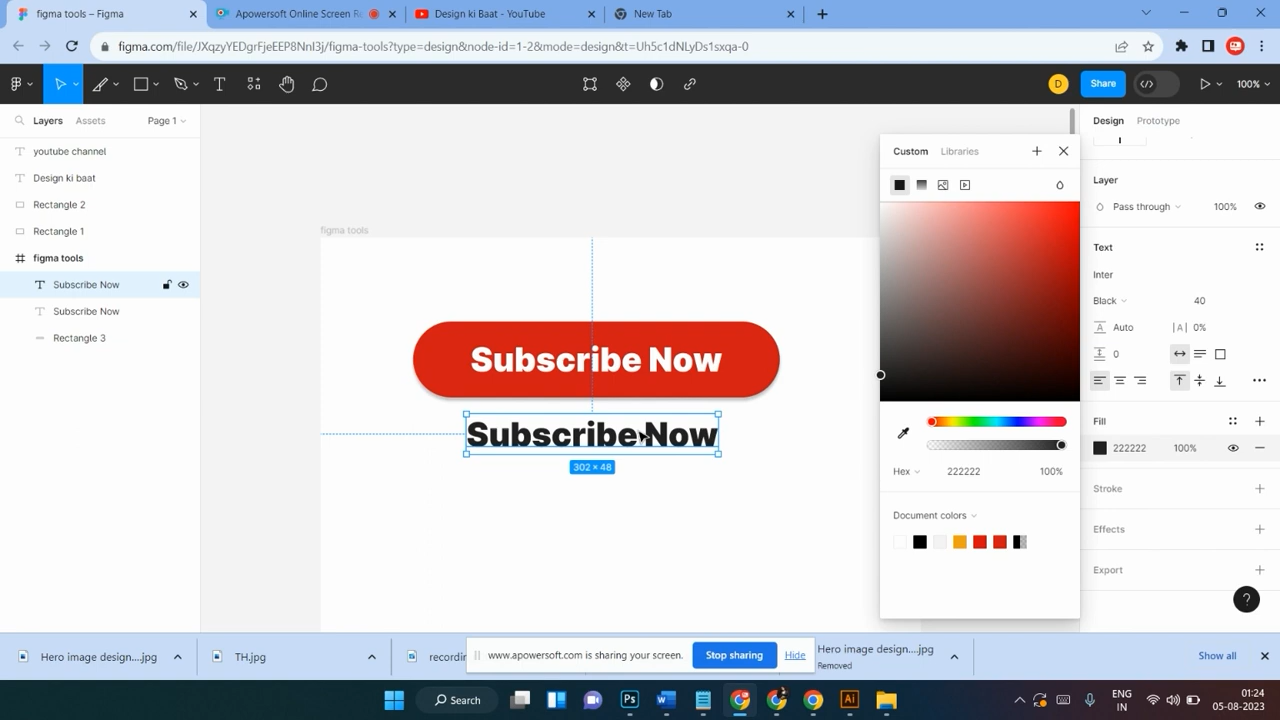 figma tools – Figma
Apowersoft Online Screen Re
Design ki Baat - YouTube
New Tab
figma.com/file/JXqzyYEDgrFjeEEP8NnI3j/figma-tools?type=design&node-id=1-2&mode=design&t=Uh5c1dNLyDs1sxqa-0
D
Share
100%
Layers
Assets
Page 1
youtube channel
Design ki baat
Rectangle 2
Rectangle 1
figma tools
Subscribe Now
Subscribe Now
Rectangle 3
figma tools
Subscribe Now
Subscribe Now
302 × 48
Custom
Libraries
Hex
222222
100%
Document colors
Design
Prototype
Layer
Pass through
100%
Text
Inter
Black
40
Auto
0%
0
Fill
222222
100%
Stroke
Effects
Export
?
Hero image design....jpg
TH.jpg
recordin
www.apowersoft.com is sharing your screen.
Stop sharing
Hide
Hero image design....jpg
Removed
Show all
Search
ENG
IN
01:24
05-08-2023